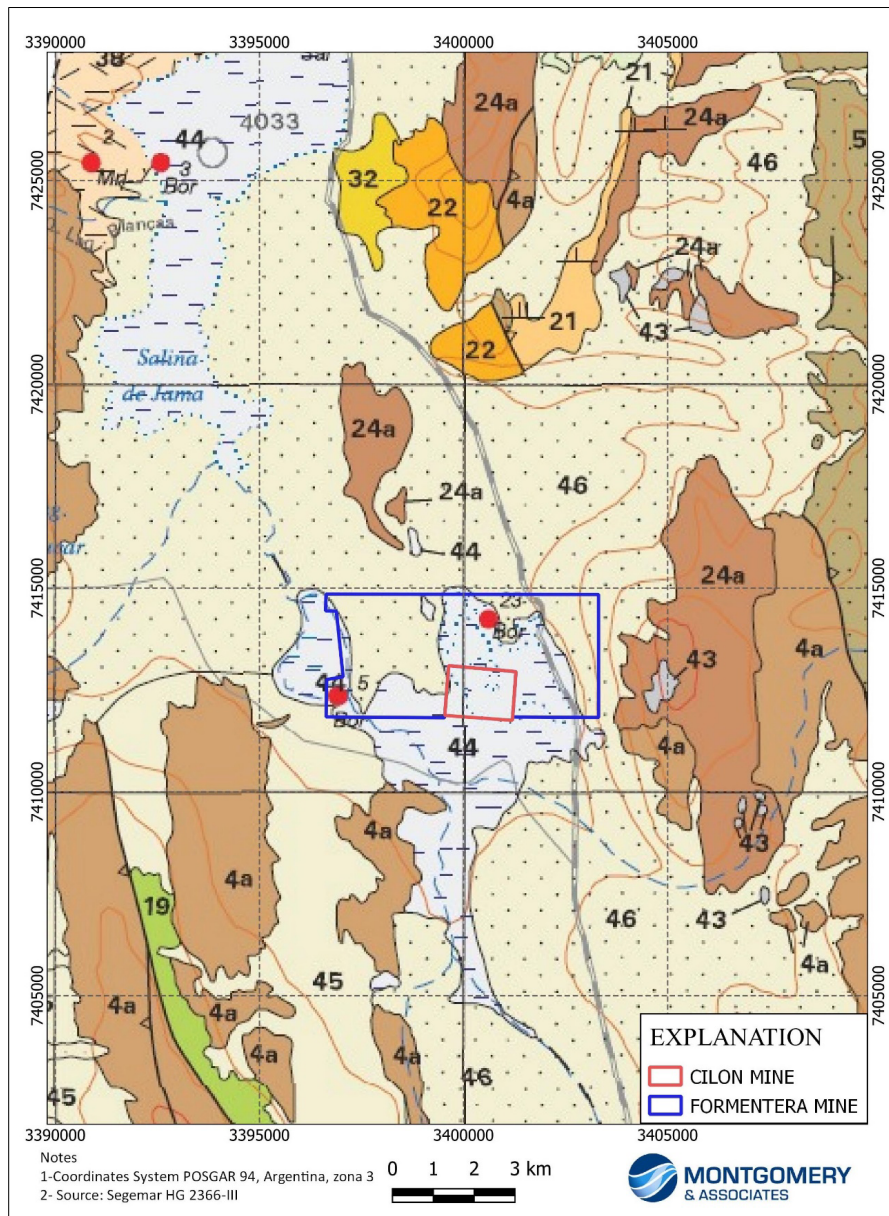 3390000 3395000 3400000 3405000
38
Jai
21
24a
24a
4033
44
2
46
5
3
Mn
Bor
32
22
4a
7425000
7425000
24a
21
43
22
Salina
de Jama
7420000
7420000
24a
24a
46
44
7415000
7415000
24a
23
Bor
4a
43
44 5
Bor
44
4a
7410000
7410000
4a
43
4a
19
46
43
4a
45
7405000
7405000
4a
4a
4a
4a
46
45
EXPLANATION
CILON MINE
FORMENTERA MINE
3390000 3395000 3400000 3405000
Notes
1-Coordinates System POSGAR 94, Argentina, zona 3
2- Source: Segemar HG 2366-III
0 1 2 3 km
MONTGOMERY
& ASSOCIATES